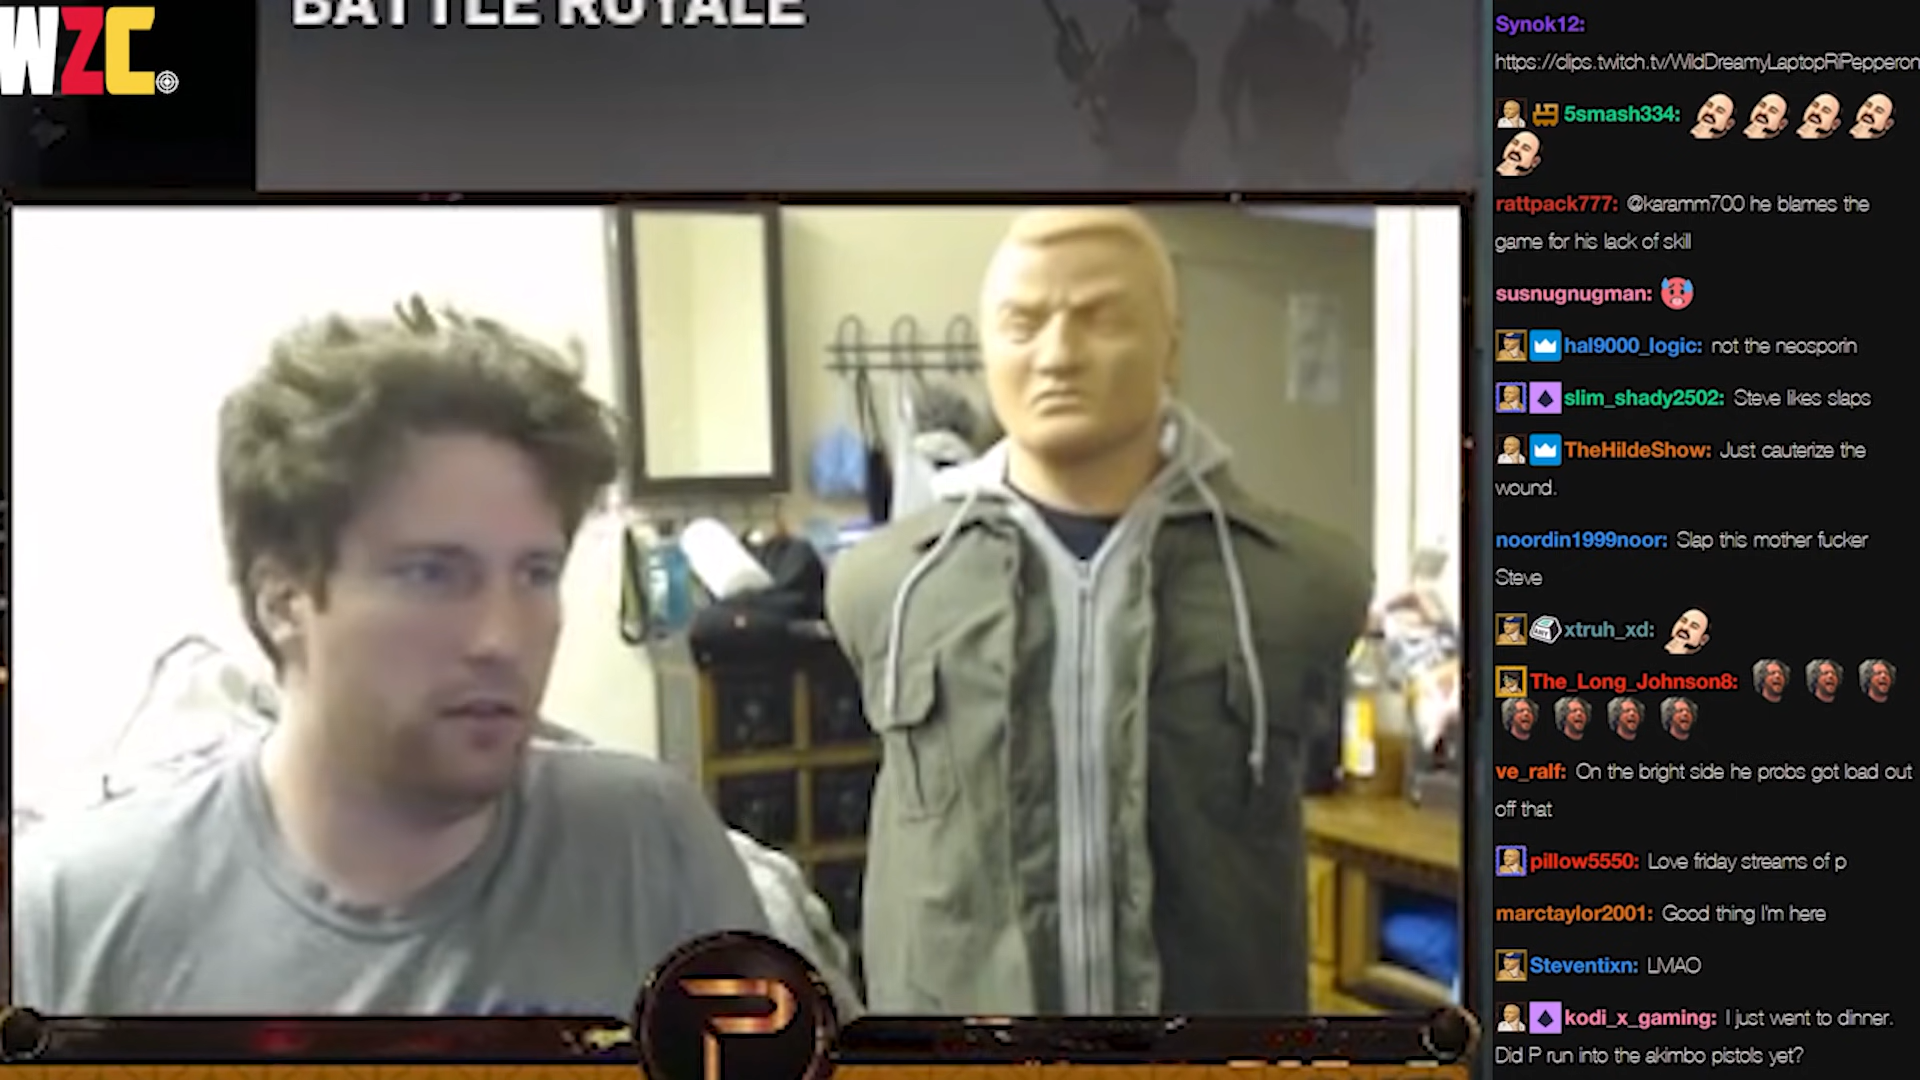 BATTLE ROYALE
WZC
Synok12:
https://clips.twitch.tv/WildDreamyLaptopRiPepperon
5smash334:
rattpack777: @karamm700 he blames the
game for his lack of skill
susnugnugman:
hal9000_logic: not the neosporin
slim_shady2502: Steve likes slaps
TheHildeShow: Just cauterize the
wound.
noordin1999noor: Slap this mother fucker
Steve
xtruh_xd:
The_Long_Johnson8:
ve_ralf: On the bright side he probs got load out
off that
pillow5550: Love friday streams of p
marctaylor2001: Good thing I'm here
Steventixn: LMAO
kodi_x_gaming: I just went to dinner.
Did P run into the akimbo pistols yet?
P